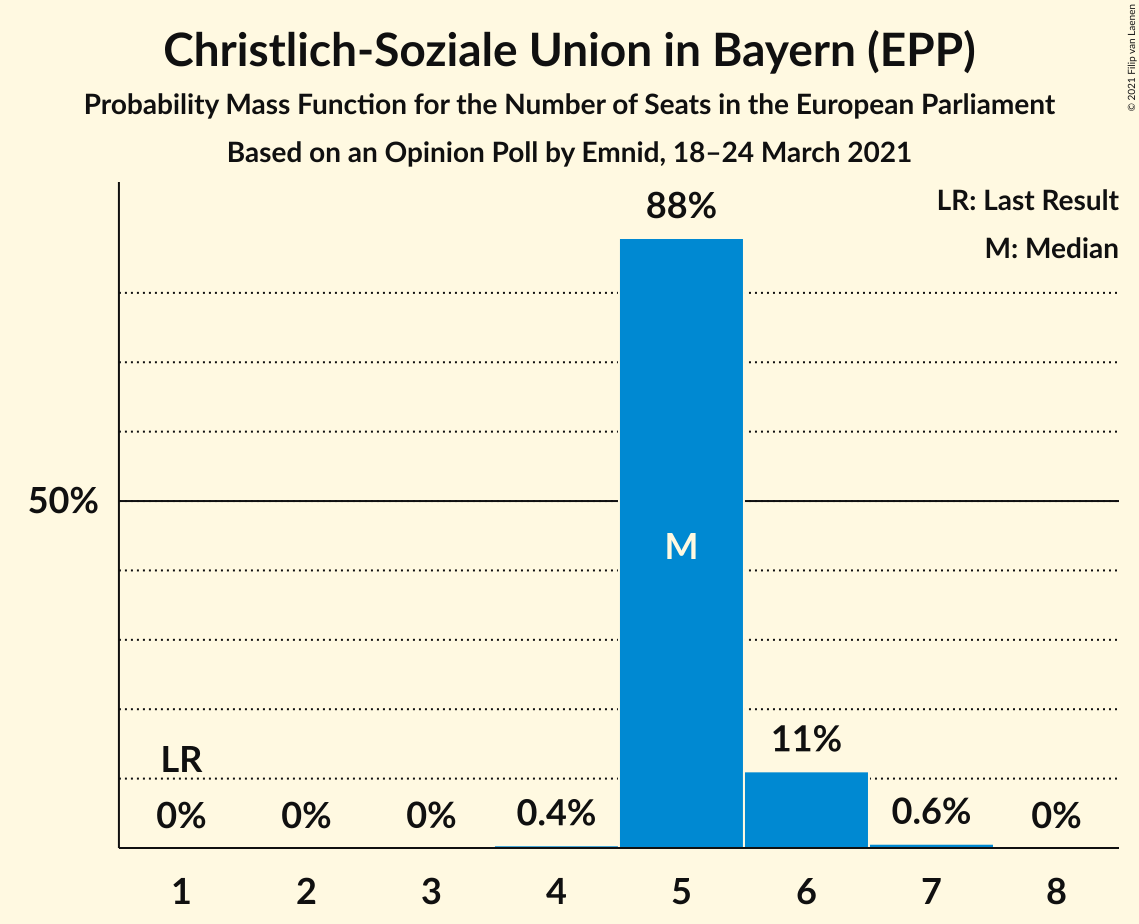 Christlich-Soziale Union in Bayern (EPP)
Probability Mass Function for the Number of Seats in the European Parliament
Based on an Opinion Poll by Emnid, 18–24 March 2021
© 2021 Filip van Laenen
LR: Last Result
M: Median
88%
50%
M
11%
LR
0%
0%
0%
0.4%
0.6%
0%
1
2
3
4
5
6
7
8